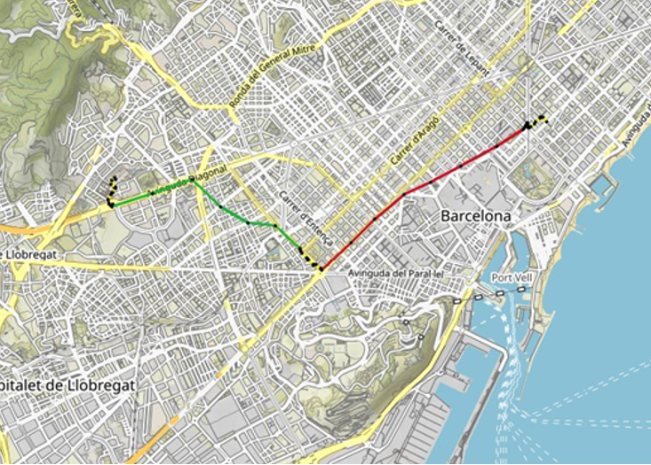 Carrer de Lepant
Ronda del General Mitre
Carrer d'Aragó
Avinguda Diagonal
Carrer d'Entença
Barcelona
Avinguda d
e Llobregat
Avinguda del Paral·lel
Port Vell
pitalet de Llobregat